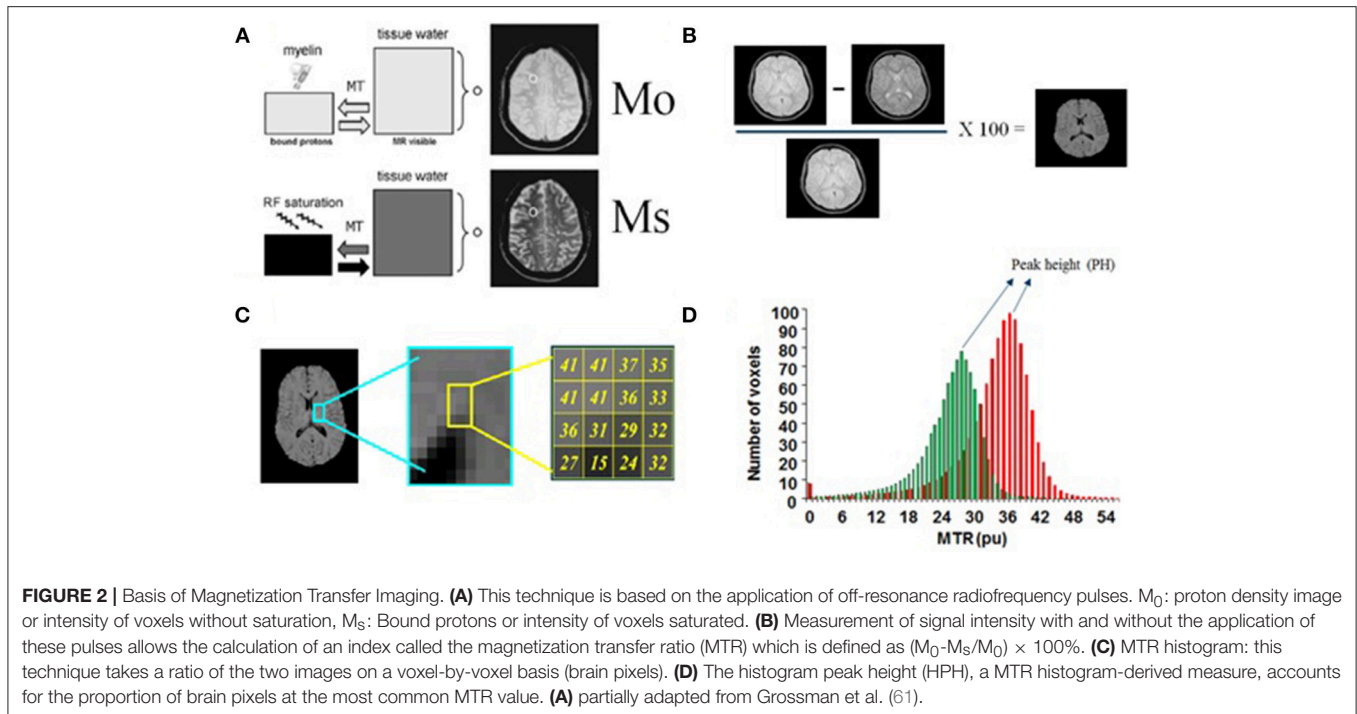 A
myelin
MT
bound protons
tissue water
MR visible
Mo
RF saturation
MT
tissue water
Ms
B
-
X 100 =
C
41 41 37 35
41 41 36 33
36 31 29 32
27 15 24 32
D
Peak height (PH)
Number of voxels
100
90
80
70
60
50
40
30
20
10
0
0 6 12 18 24 30 36 42 48 54
MTR (pu)
FIGURE 2 | Basis of Magnetization Transfer Imaging. (A) This technique is based on the application of off-resonance radiofrequency pulses. M₀: proton density image
or intensity of voxels without saturation, Mₛ: Bound protons or intensity of voxels saturated. (B) Measurement of signal intensity with and without the application of
these pulses allows the calculation of an index called the magnetization transfer ratio (MTR) which is defined as (M₀-Mₛ/M₀) × 100%. (C) MTR histogram: this
technique takes a ratio of the two images on a voxel-by-voxel basis (brain pixels). (D) The histogram peak height (HPH), a MTR histogram-derived measure, accounts
for the proportion of brain pixels at the most common MTR value. (A) partially adapted from Grossman et al. (61).